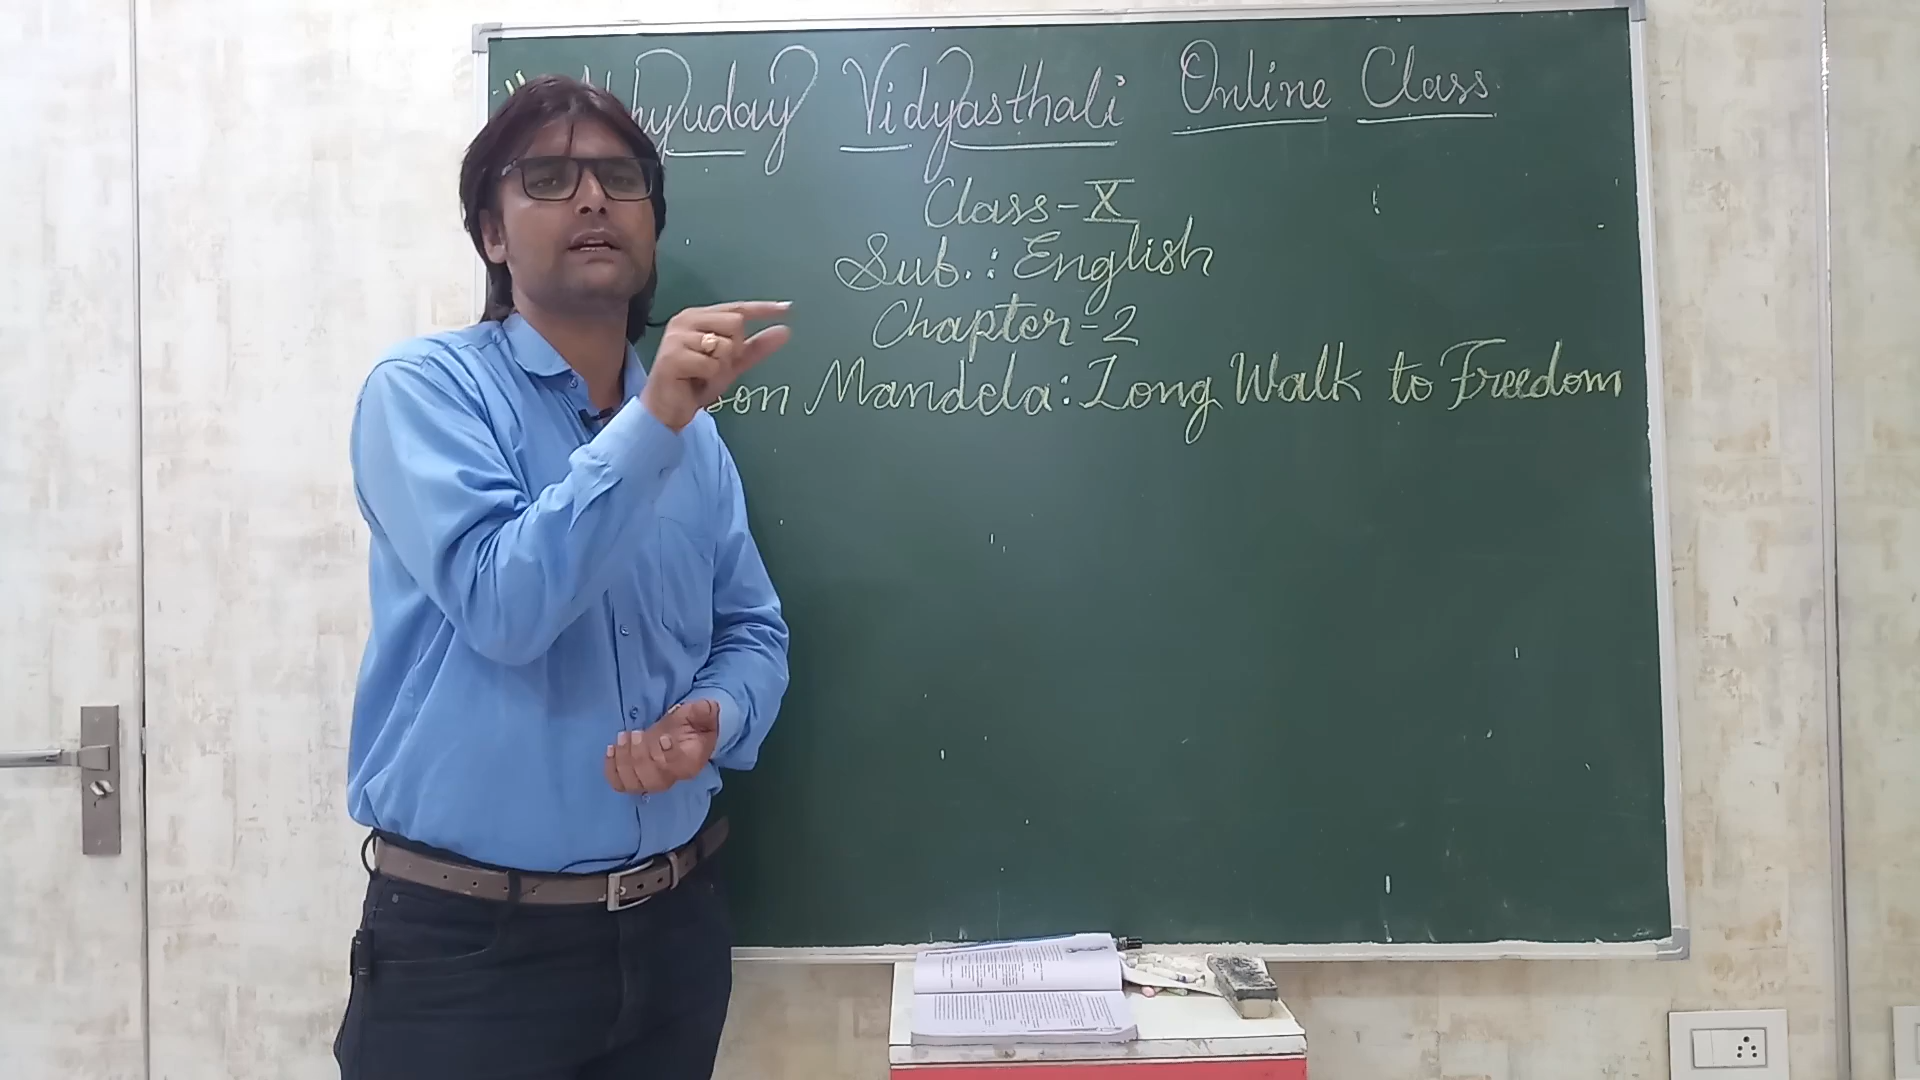 Vidyasthali Online Class
Class-X
Sub.: English
Chapter-2
Mandela: Long Walk to Freedom